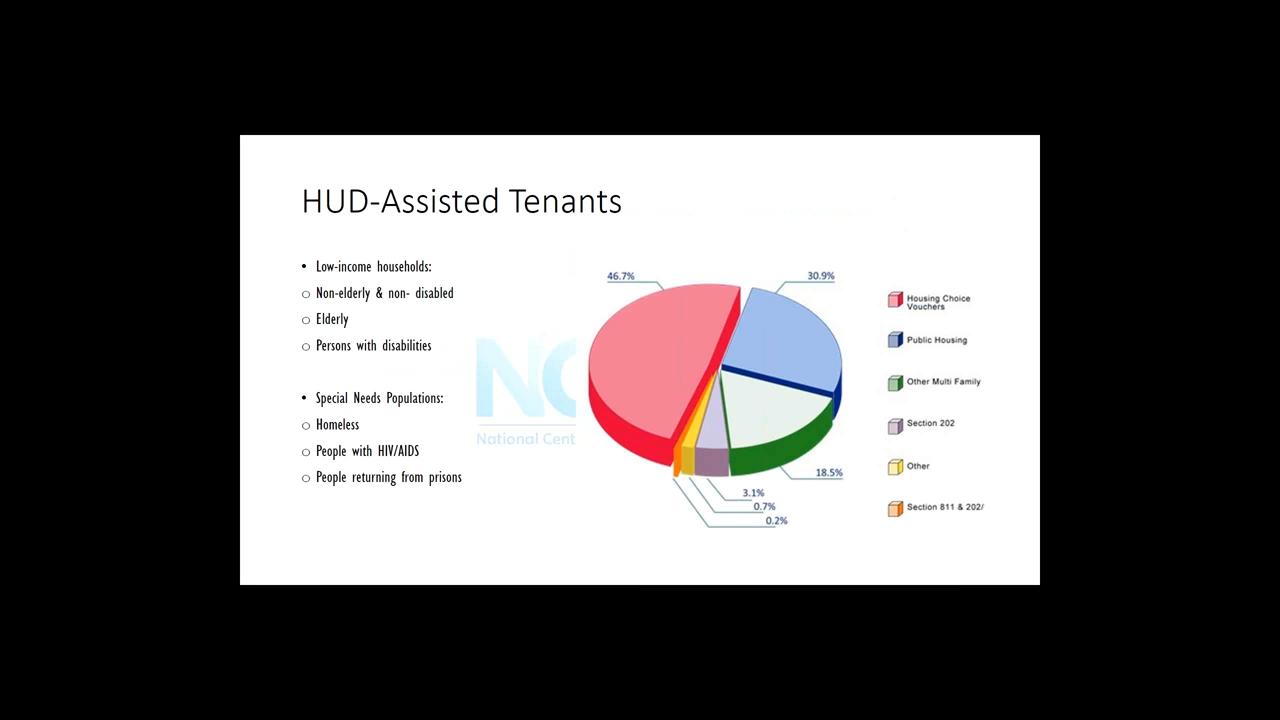 HUD-Assisted Tenants
• Low-income households:
○ Non-elderly & non- disabled
○ Elderly
○ Persons with disabilities
• Special Needs Populations:
○ Homeless
○ People with HIV/AIDS
○ People returning from prisons
National Cent
46.7%
30.9%
18.5%
3.1%
0.7%
0.2%
Housing Choice
Vouchers
Public Housing
Other Multi Family
Section 202
Other
Section 811 & 202/